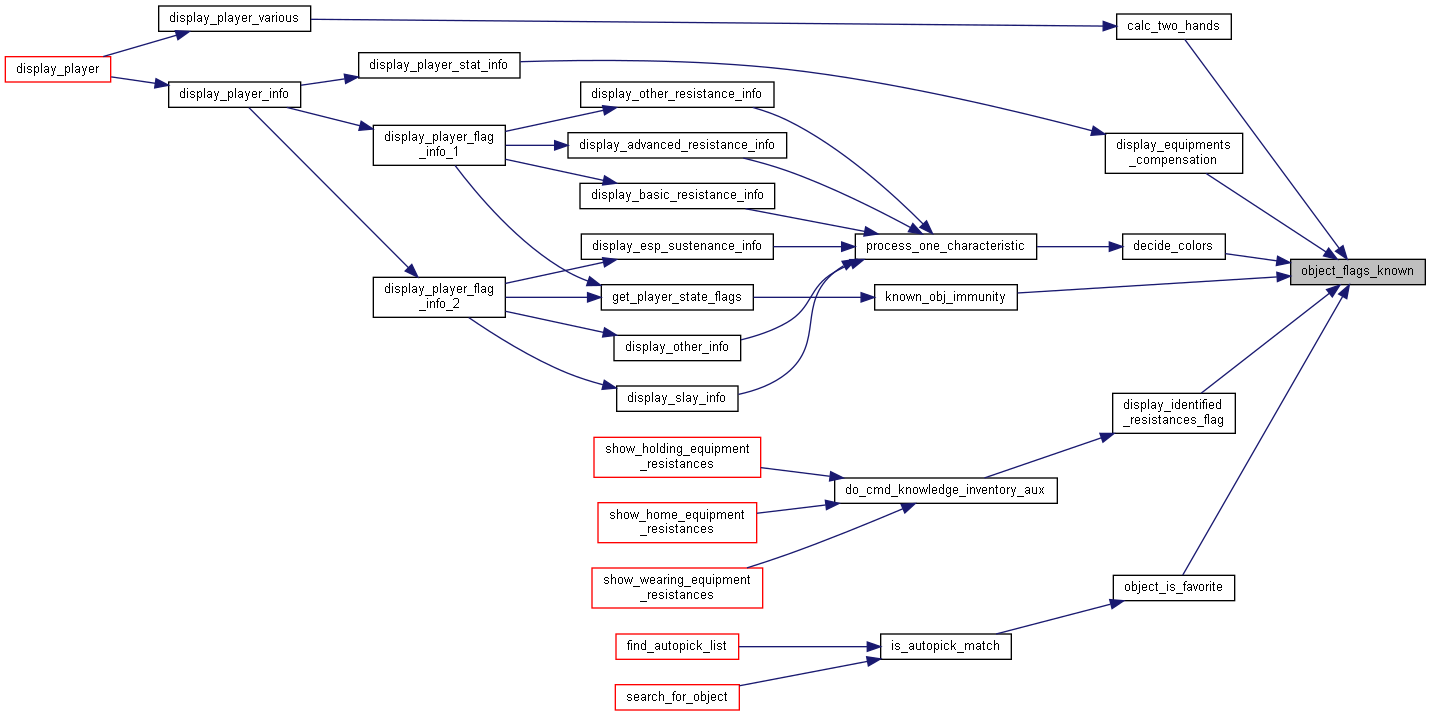 display_player_various
calc_two_hands
display_player
display_player_stat_info
display_player_info
display_other_resistance_info
display_player_flag
_info_1
display_advanced_resistance_info
display_equipments
_compensation
display_basic_resistance_info
display_esp_sustenance_info
process_one_characteristic
decide_colors
object_flags_known
display_player_flag
_info_2
get_player_state_flags
known_obj_immunity
display_other_info
display_slay_info
display_identified
_resistances_flag
show_holding_equipment
_resistances
do_cmd_knowledge_inventory_aux
show_home_equipment
_resistances
show_wearing_equipment
_resistances
object_is_favorite
find_autopick_list
is_autopick_match
search_for_object